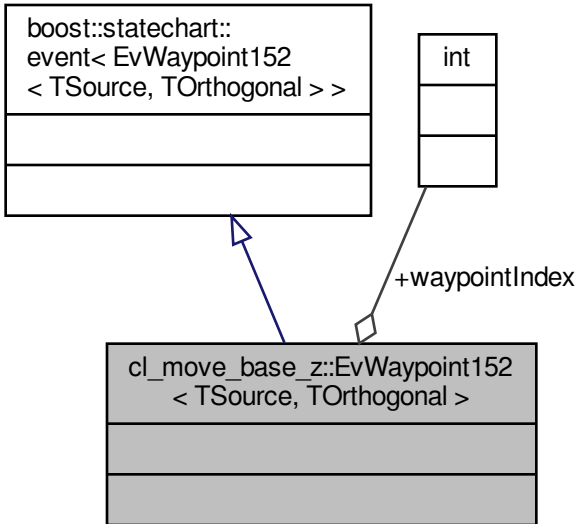 boost::statechart::
event< EvWaypoint152
< TSource, TOrthogonal > >
int
+waypointIndex
cl_move_base_z::EvWaypoint152
< TSource, TOrthogonal >